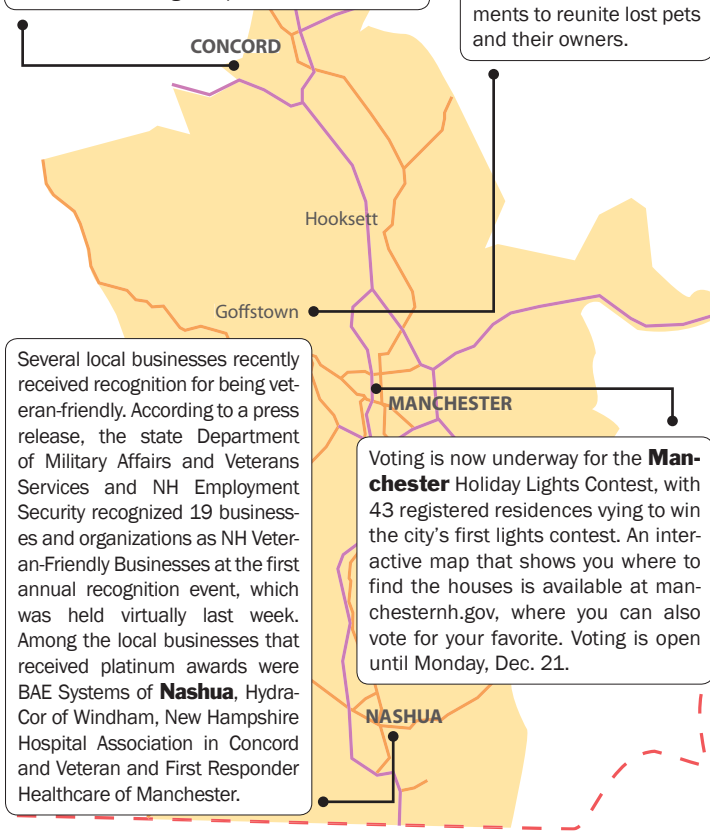 ments to reunite lost pets
and their owners.
CONCORD
Hooksett
Goffstown
MANCHESTER
Several local businesses recently
received recognition for being vet-
eran-friendly. According to a press
release, the state Department
of Military Affairs and Veterans
Services and NH Employment
Security recognized 19 business-
es and organizations as NH Veter-
an-Friendly Businesses at the first
annual recognition event, which
was held virtually last week.
Among the local businesses that
received platinum awards were
BAE Systems of Nashua, Hydra-
Cor of Windham, New Hampshire
Hospital Association in Concord
and Veteran and First Responder
Healthcare of Manchester.
Voting is now underway for the Man-
chester Holiday Lights Contest, with
43 registered residences vying to win
the city's first lights contest. An inter-
active map that shows you where to
find the houses is available at man-
chesternh.gov, where you can also
vote for your favorite. Voting is open
until Monday, Dec. 21.
NASHUA